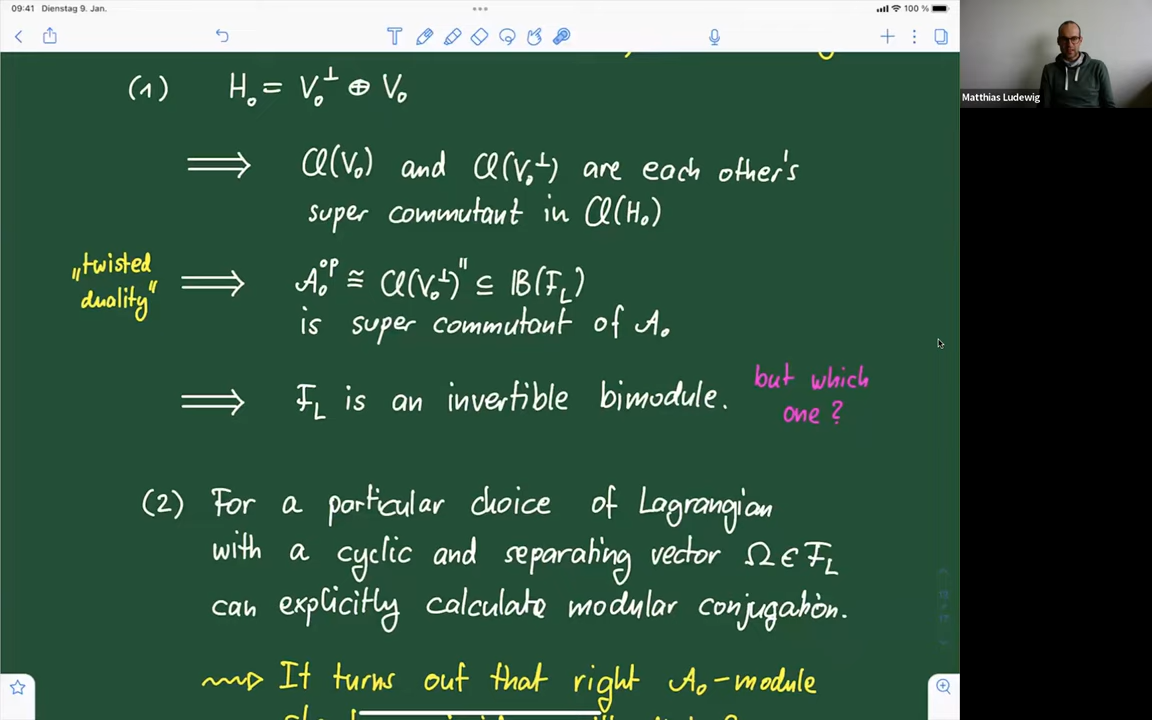 09:41 Dienstag 9. Jan.
100 %
Matthias Ludewig
(1) H₀ = V₀^⊥ ⊕ V₀
⟹ Cl(V₀) and Cl(V₀^⊥) are each other's
super commutant in Cl(H₀)
„twisted duality“ ⟹ A₀^op ≅ Cl(V₀^⊥)'' ⊆ B(F_L)
is super commutant of A₀
⟹ F_L is an invertible bimodule.
but which
one ?
(2) For a particular choice of Lagrangian
with a cyclic and separating vector Ω ∈ F_L
can explicitly calculate modular conjugation.
⇝ It turns out that right A₀-module